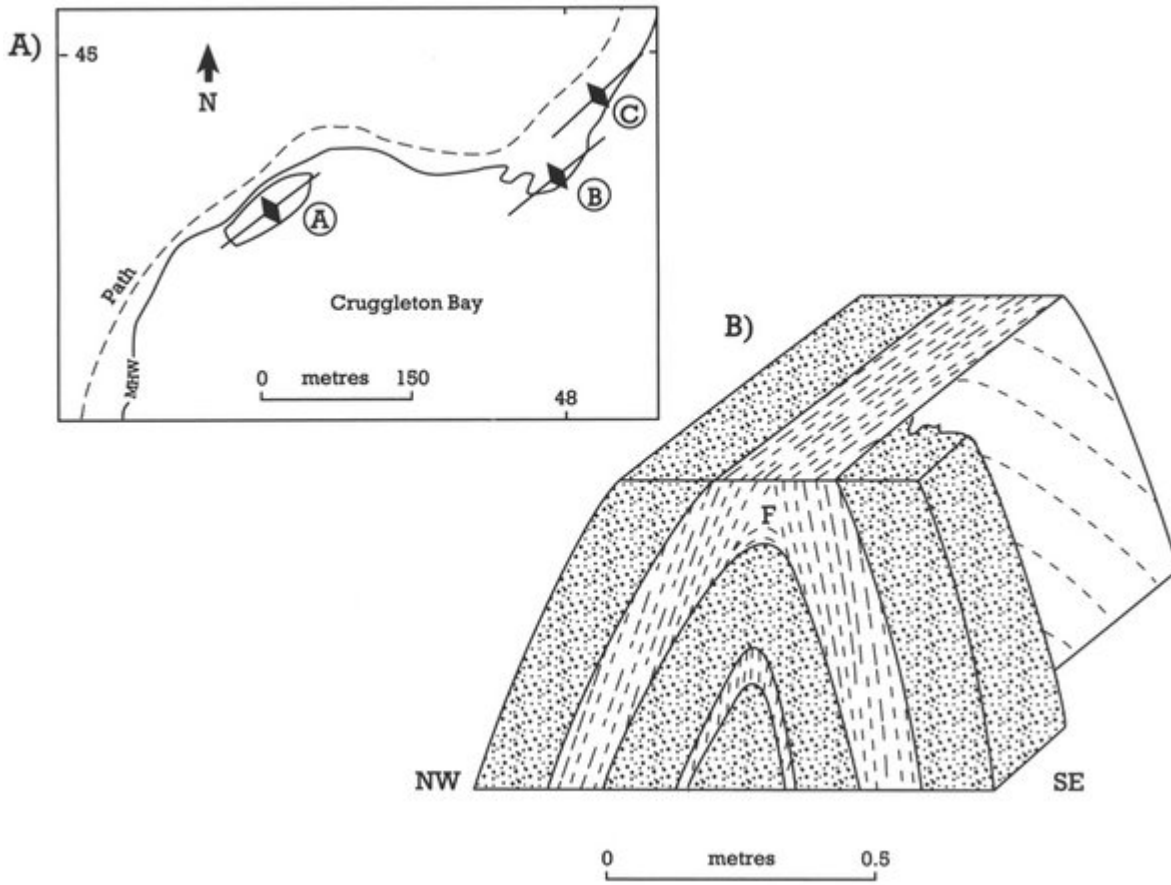 A)
45
N
C
B
A
Path
Cruggleton Bay
MHW
0 metres 150
48
B)
F
NW
SE
0 metres 0.5